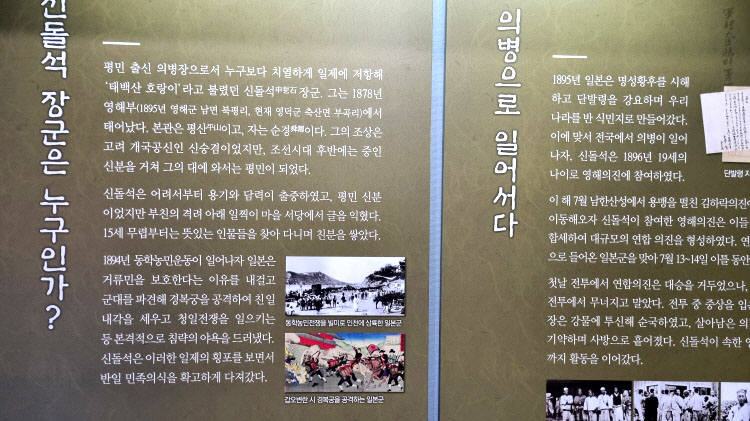 신돌석 장군은 누구인가?
평민 출신 의병장으로서 누구보다 치열하게 일제에 저항해
'태백산 호랑이'라고 불렸던 신돌석申乭石 장군. 그는 1878년
영해부(1895년 영해군 남면 복평리, 현재 영덕군 축산면 부곡리)에서
태어났다. 본관은 평산平山이고, 자는 순경舜卿이다. 그의 조상은
고려 개국공신인 신숭겸이었지만, 조선시대 후반에는 중인
신분을 거쳐 그의 대에 와서는 평민이 되었다.
신돌석은 어려서부터 용기와 담력이 출중하였고, 평민 신분
이었지만 부친의 격려 아래 일찍이 마을 서당에서 글을 익혔다.
15세 무렵부터는 뜻있는 인물들을 찾아 다니며 친분을 쌓았다.
1894년 동학농민운동이 일어나자 일본은
거류민을 보호한다는 이유를 내걸고
군대를 파견해 경복궁을 공격하여 친일
내각을 세우고 청일전쟁을 일으키는
등 본격적으로 침략의 야욕을 드러냈다.
신돌석은 이러한 일제의 횡포를 보면서
반일 민족의식을 확고하게 다져갔다.
동학농민전쟁을 빌미로 인천에 상륙한 일본군
갑오변란 시 경복궁을 공격하는 일본군
의병으로 일어서다
1895년 일본은 명성황후를 시해
하고 단발령을 강요하며 우리
나라를 반 식민지로 만들어갔다.
이에 맞서 전국에서 의병이 일어
나자, 신돌석은 1896년 19세의
나이로 영해의진에 참여하였다.
단발령
이 해 7월 남한산성에서 용맹을 떨친 김하락의진이
이동해오자 신돌석이 참여한 영해의진은 이들
합세하여 대규모의 연합 의진을 형성하였다.
으로 들어온 일본군을 맞아 7월 13~14일 이틀 동안
첫날 전투에서 연합의진은 대승을 거두었으나,
전투에서 무너지고 말았다. 전투 중 중상을
장은 강물에 투신해 순국하였고, 살아남은
기약하며 사방으로 흩어졌다. 신돌석이 속한
까지 활동을 이어갔다.